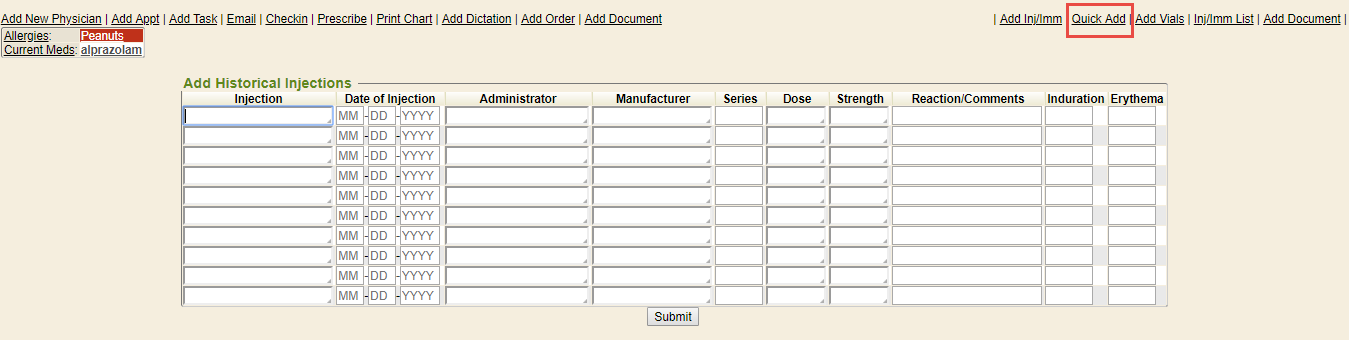 Add New Physician | Add Appt | Add Task | Email | Checkin | Prescribe | Print Chart | Add Dictation | Add Order | Add Document | Add Inj/Imm | Quick Add | Add Vials | Inj/Imm List | Add Document |
Allergies: Peanuts
Current Meds: alprazolam
Add Historical Injections
Injection Date of Injection Administrator Manufacturer Series Dose Strength Reaction/Comments Induration Erythema
MM -DD -YYYY
MM -DD -YYYY
MM -DD -YYYY
MM -DD -YYYY
MM -DD -YYYY
MM -DD -YYYY
MM -DD -YYYY
MM -DD -YYYY
MM -DD -YYYY
MM -DD -YYYY
Submit